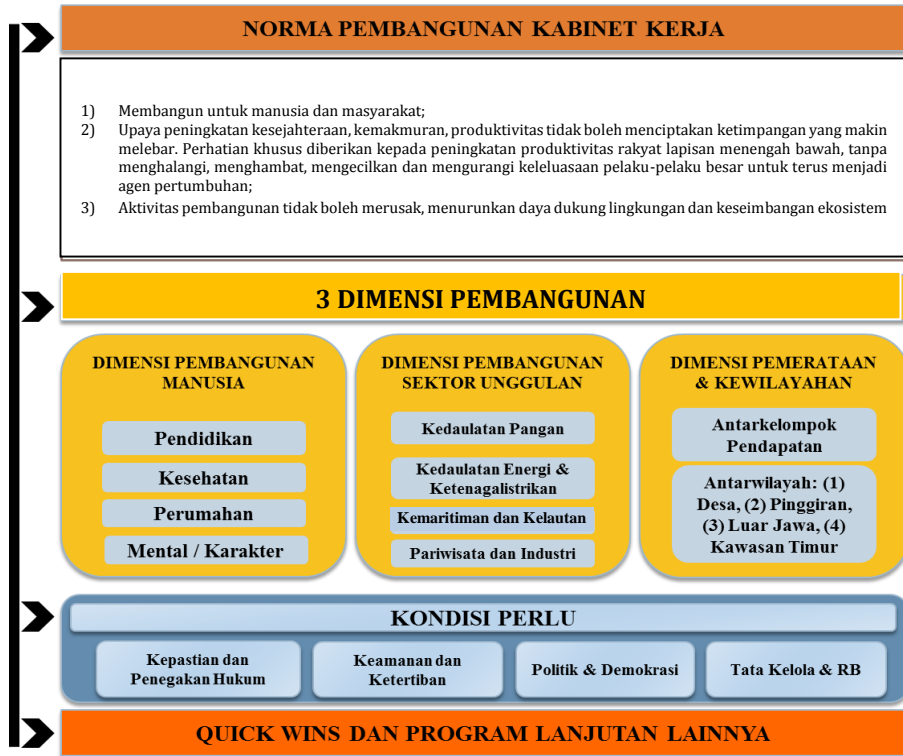 NORMA PEMBANGUNAN KABINET KERJA
1) Membangun untuk manusia dan masyarakat;
2) Upaya peningkatan kesejahteraan, kemakmuran, produktivitas tidak boleh menciptakan ketimpangan yang makin
melebar. Perhatian khusus diberikan kepada peningkatan produktivitas rakyat lapisan menengah bawah, tanpa
menghalangi, menghambat, mengecilkan dan mengurangi keleluasaan pelaku-pelaku besar untuk terus menjadi
agen pertumbuhan;
3) Aktivitas pembangunan tidak boleh merusak, menurunkan daya dukung lingkungan dan keseimbangan ekosistem
3 DIMENSI PEMBANGUNAN
DIMENSI PEMBANGUNAN
MANUSIA
Pendidikan
Kesehatan
Perumahan
Mental / Karakter
DIMENSI PEMBANGUNAN
SEKTOR UNGGULAN
Kedaulatan Pangan
Kedaulatan Energi &
Ketenagalistrikan
Kemaritiman dan Kelautan
Pariwisata dan Industri
DIMENSI PEMERATAAN
& KEWILAYAHAN
Antarkelompok
Pendapatan
Antarwilayah: (1)
Desa, (2) Pinggiran,
(3) Luar Jawa, (4)
Kawasan Timur
KONDISI PERLU
Kepastian dan
Penegakan Hukum
Keamanan dan
Ketertiban
Politik & Demokrasi
Tata Kelola & RB
QUICK WINS DAN PROGRAM LANJUTAN LAINNYA